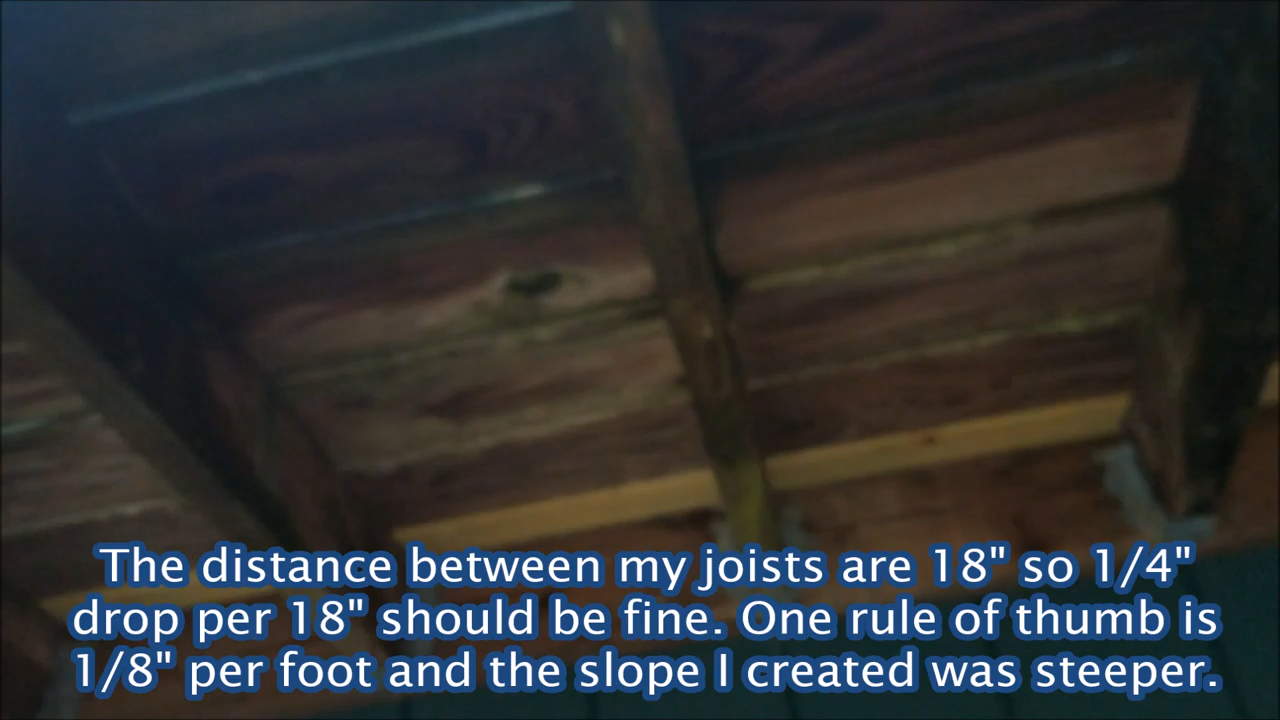 The distance between my joists are 18" so 1/4"
drop per 18" should be fine. One rule of thumb is
1/8" per foot and the slope I created was steeper.